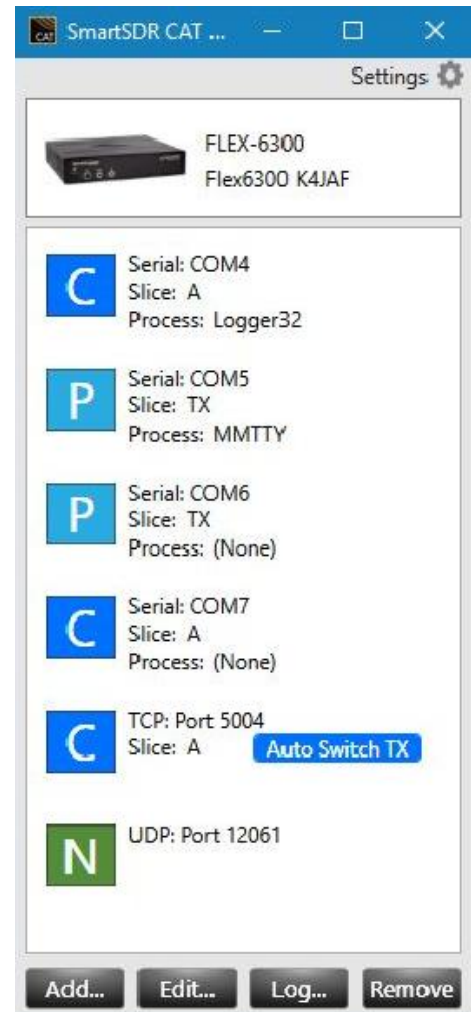 CAT
SmartSDR CAT ...
Settings
FLEX-6300
Flex6300 K4JAF
C
Serial: COM4
Slice: A
Process: Logger32
P
Serial: COM5
Slice: TX
Process: MMTTY
P
Serial: COM6
Slice: TX
Process: (None)
C
Serial: COM7
Slice: A
Process: (None)
C
TCP: Port 5004
Slice: A
Auto Switch TX
N
UDP: Port 12061
Add... Edit... Log... Remove